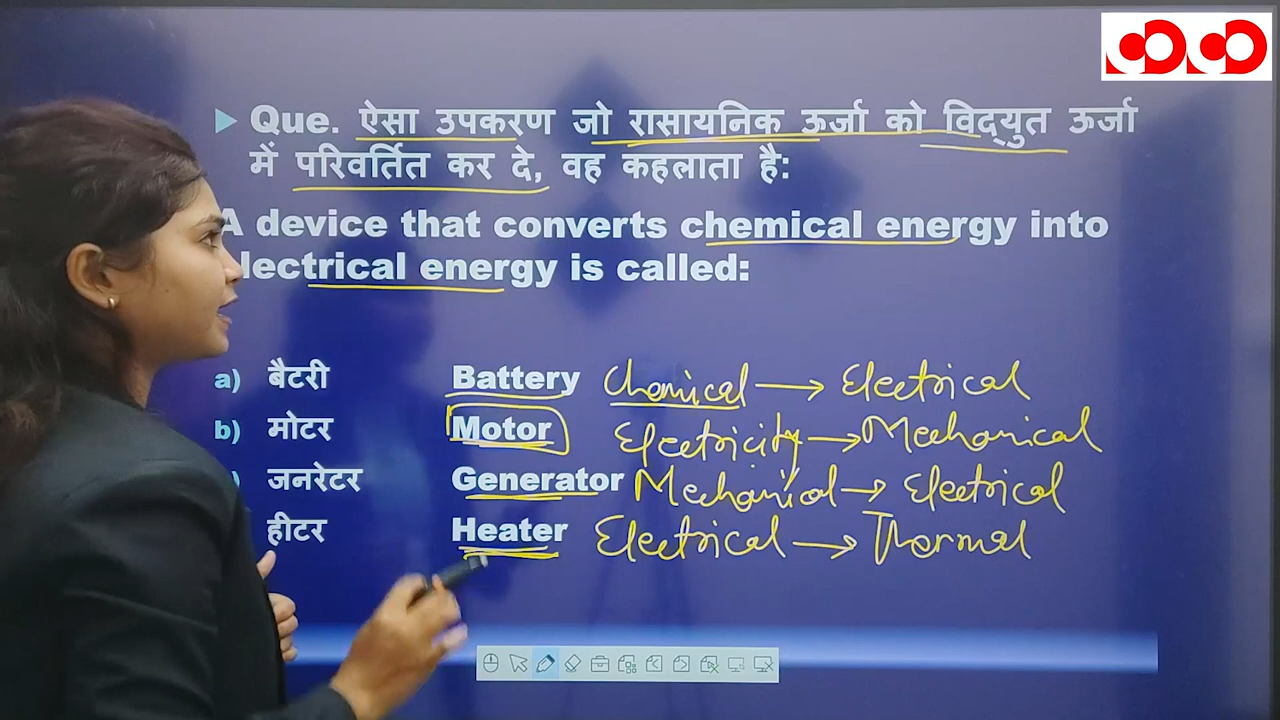 Que. ऐसा उपकरण जो रासायनिक ऊर्जा को विद्युत ऊर्जा
में परिवर्तित कर दे, वह कहलाता है:
A device that converts chemical energy into
lectrical energy is called:
a) बैटरी Battery Chemical → Electrical
b) मोटर Motor Electricity → Mechanical
) जनरेटर Generator Mechanical → Electrical
हीटर Heater Electrical → Thermal